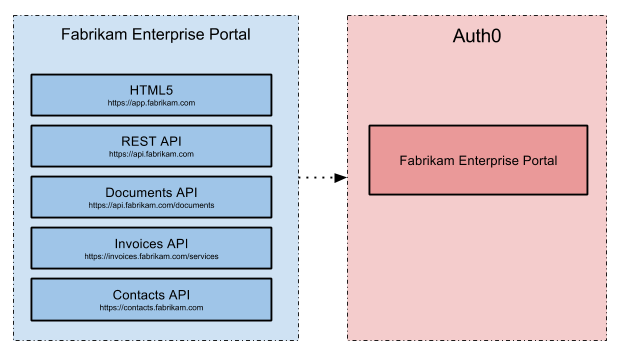 Fabrikam Enterprise Portal
HTML5
https://app.fabrikam.com
REST API
https://api.fabrikam.com
Documents API
https://api.fabrikam.com/documents
Invoices API
https://invoices.fabrikam.com/services
Contacts API
https://contacts.fabrikam.com
Auth0
Fabrikam Enterprise Portal